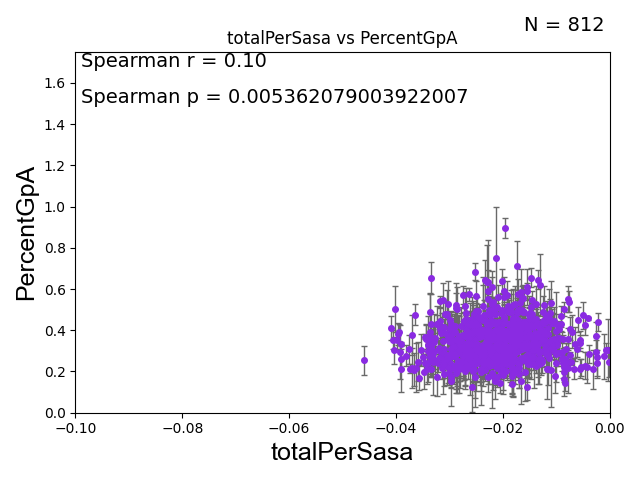 N = 812
totalPerSasa vs PercentGpA
Spearman r = 0.10
Spearman p = 0.005362079003922007
PercentGpA
1.6
1.4
1.2
1.0
0.8
0.6
0.4
0.2
0.0
−0.10
−0.08
−0.06
−0.04
−0.02
0.00
totalPerSasa